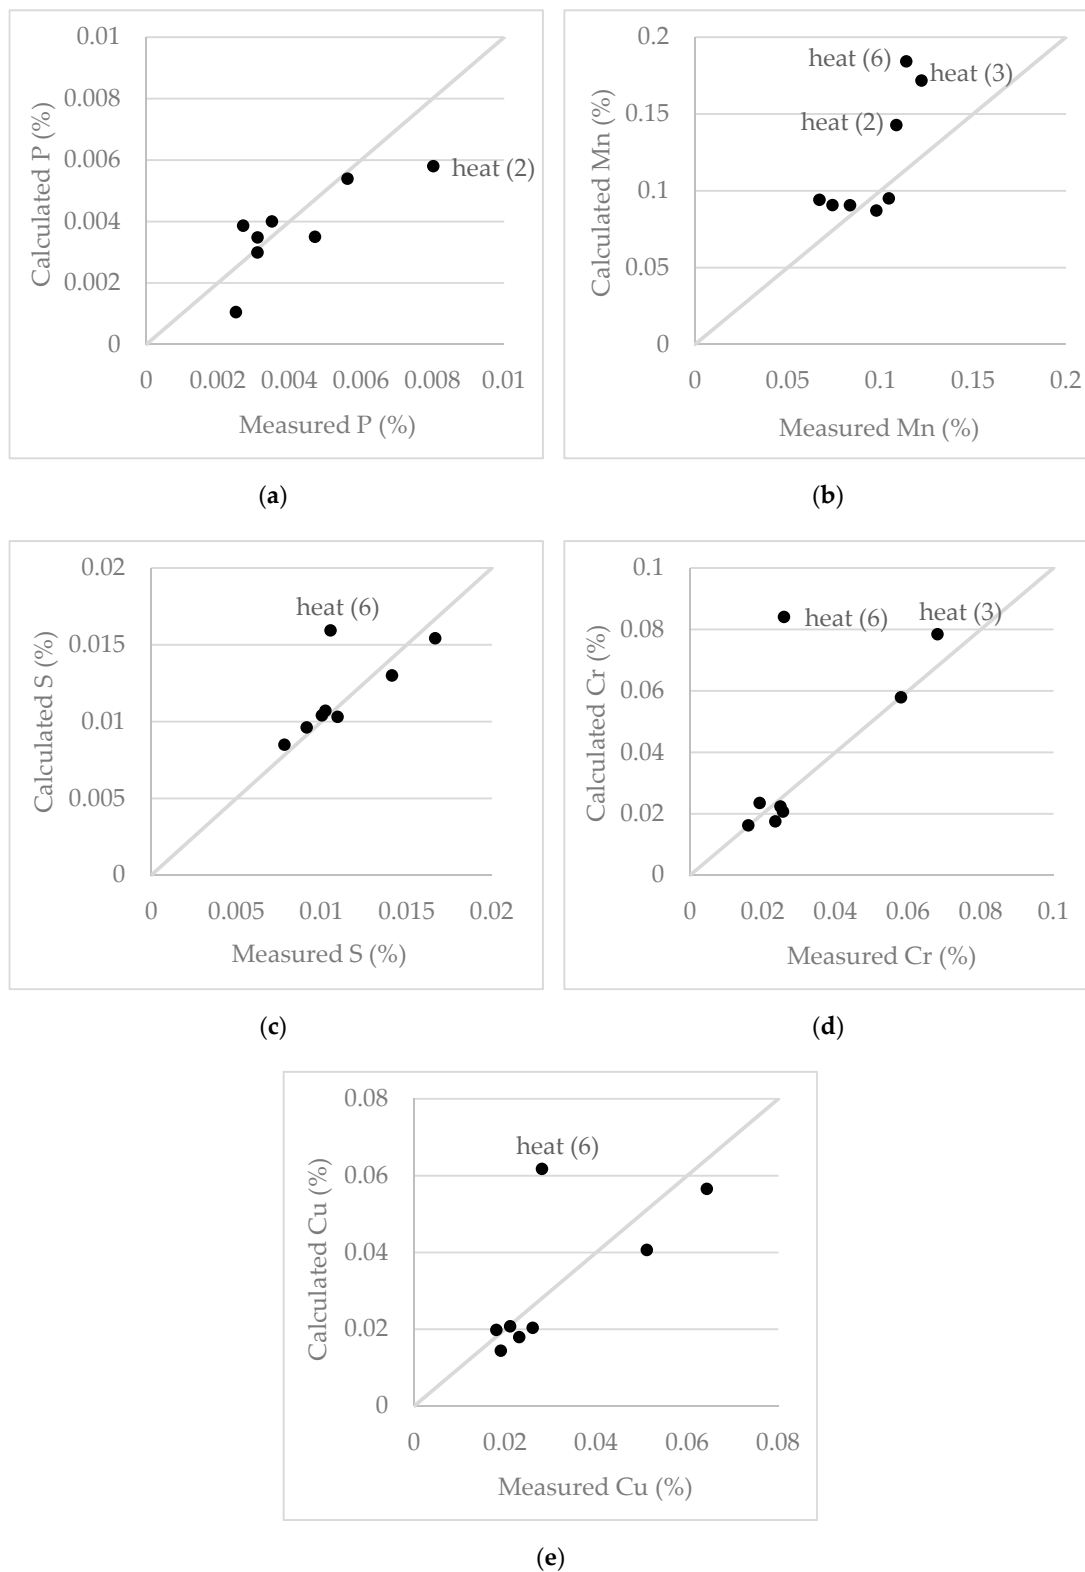 0.01
0.008
0.006
0.004
0.002
0
Calculated P (%)
heat (2)
0 0.002 0.004 0.006 0.008 0.01
Measured P (%)
(a)
0.2
0.15
0.1
0.05
0
Calculated Mn (%)
heat (6)
heat (3)
heat (2)
0 0.05 0.1 0.15 0.2
Measured Mn (%)
(b)
0.02
0.015
0.01
0.005
0
Calculated S (%)
heat (6)
0 0.005 0.01 0.015 0.02
Measured S (%)
(c)
0.1
0.08
0.06
0.04
0.02
0
Calculated Cr (%)
heat (6)
heat (3)
0 0.02 0.04 0.06 0.08 0.1
Measured Cr (%)
(d)
0.08
0.06
0.04
0.02
0
Calculated Cu (%)
heat (6)
0 0.02 0.04 0.06 0.08
Measured Cu (%)
(e)